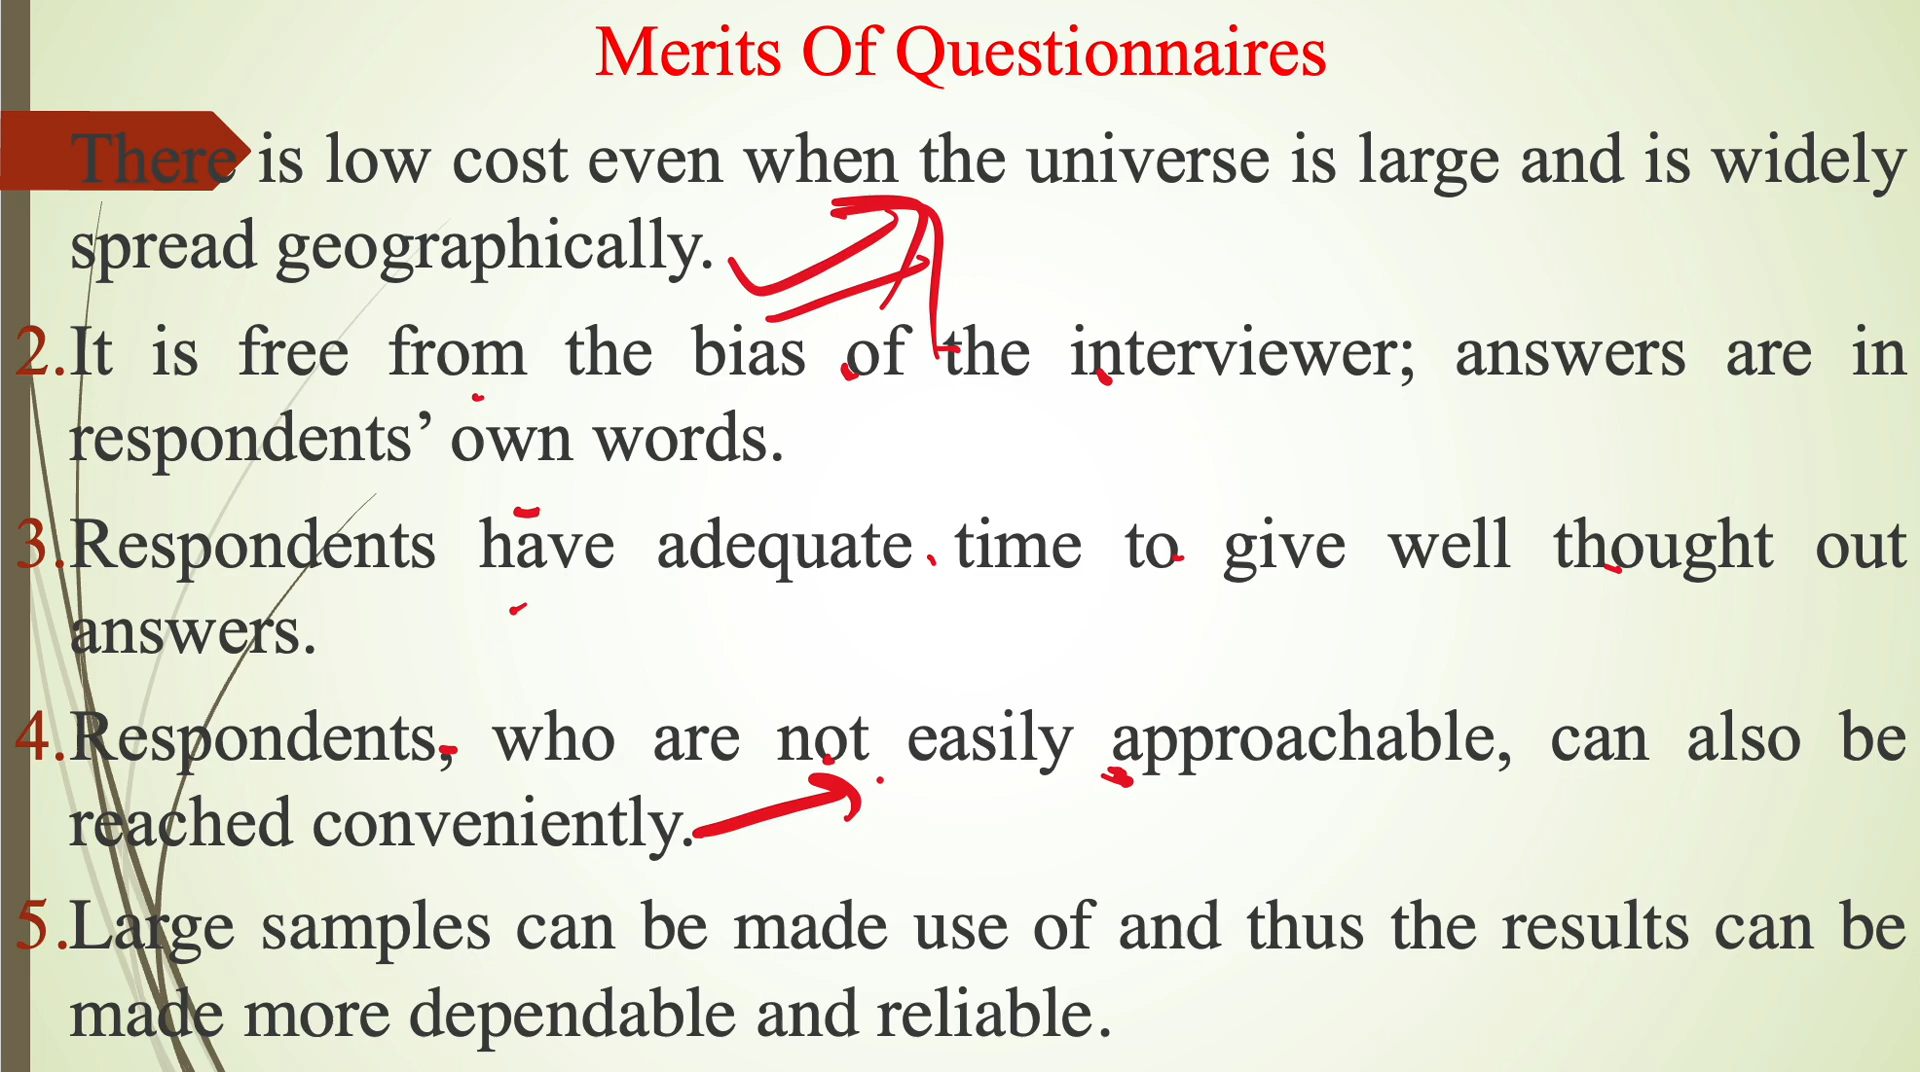 Merits Of Questionnaires
There is low cost even when the universe is large and is widely
spread geographically.
2. It is free from the bias of the interviewer; answers are in
respondents’ own words.
3. Respondents have adequate time to give well thought out
answers.
4. Respondents, who are not easily approachable, can also be
reached conveniently.
5. Large samples can be made use of and thus the results can be
made more dependable and reliable.